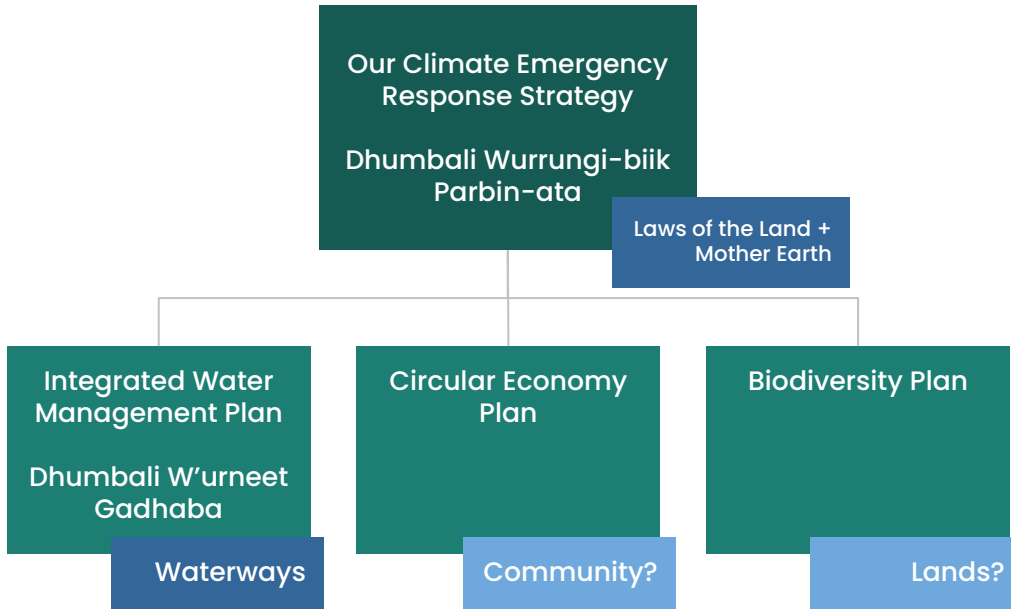 Our Climate Emergency
Response Strategy
Dhumbali Wurrungi-biik
Parbin-ata
Laws of the Land +
Mother Earth
Integrated Water
Management Plan
Dhumbali W'urneet
Gadhaba
Waterways
Circular Economy
Plan
Community?
Biodiversity Plan
Lands?